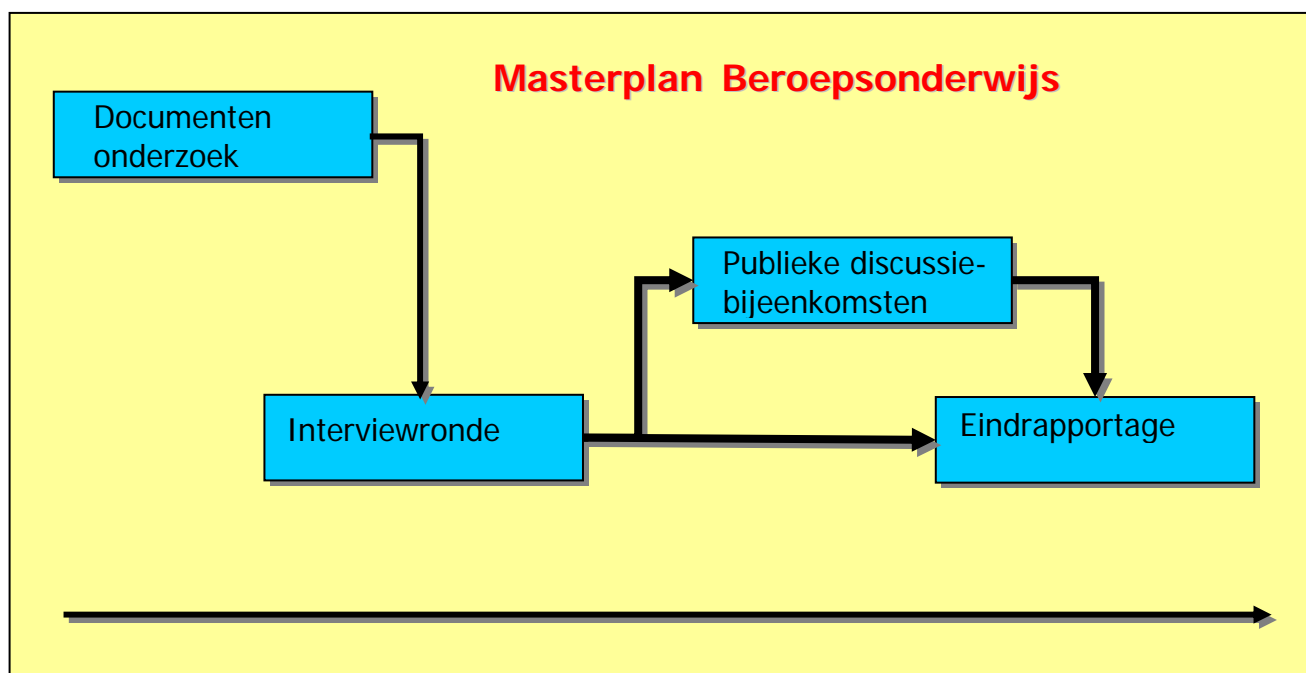 Masterplan Beroepsonderwijs
Documenten
onderzoek
Publieke discussie-
bijeenkomsten
Interviewronde
Eindrapportage